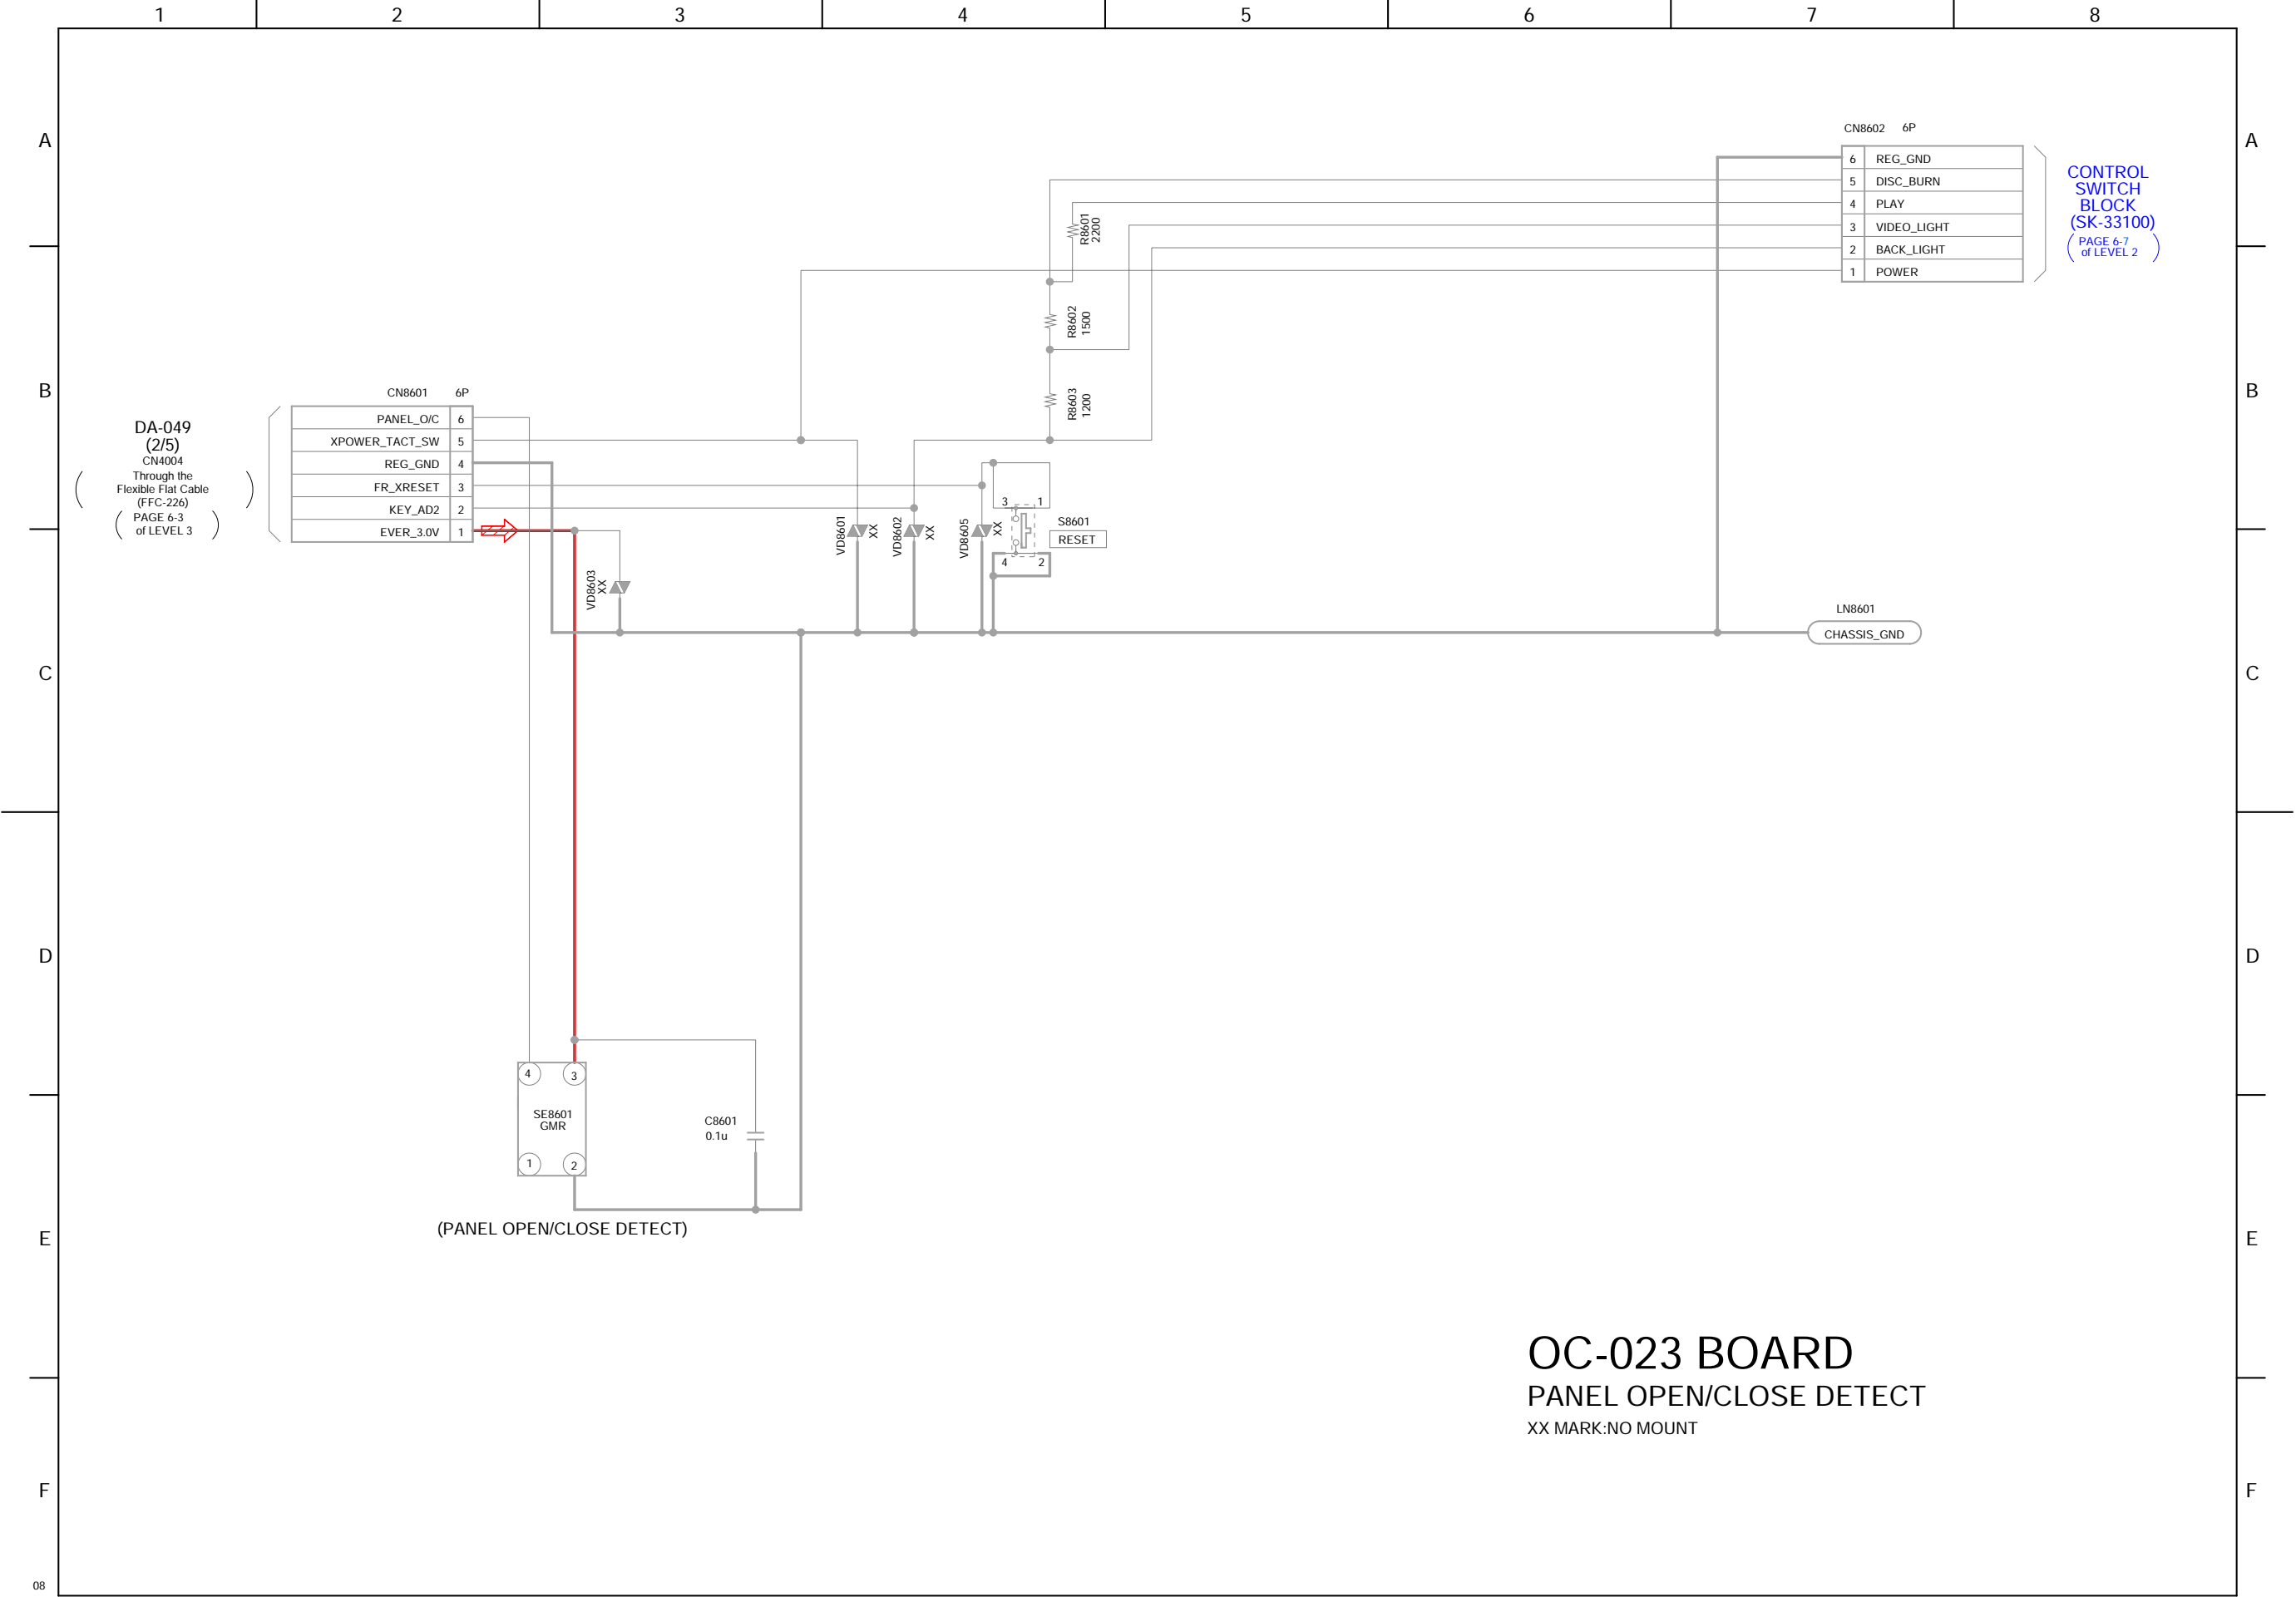 1 2 3 4 5 6 7 8
A
A
CN8602 6P
6 REG_GND
5 DISC_BURN
4 PLAY
3 VIDEO_LIGHT
2 BACK_LIGHT
1 POWER
CONTROL
SWITCH
BLOCK
(SK-33100)
( PAGE 6-7
of LEVEL 2 )
R8601
2200
R8602
1500
R8603
1200
B
B
DA-049
(2/5)
CN4004
( Through the
Flexible Flat Cable
(FFC-226) )
( PAGE 6-3
of LEVEL 3 )
CN8601 6P
PANEL_O/C 6
XPOWER_TACT_SW 5
REG_GND 4
FR_XRESET 3
KEY_AD2 2
EVER_3.0V 1
VD8603
XX
VD8601
XX
VD8602
XX
VD8605
XX
3 1
S8601
RESET
4 2
LN8601
CHASSIS_GND
C
C
D
D
4 3
SE8601
GMR
1 2
C8601
0.1u
(PANEL OPEN/CLOSE DETECT)
E
E
OC-023 BOARD
PANEL OPEN/CLOSE DETECT
XX MARK:NO MOUNT
F
F
08